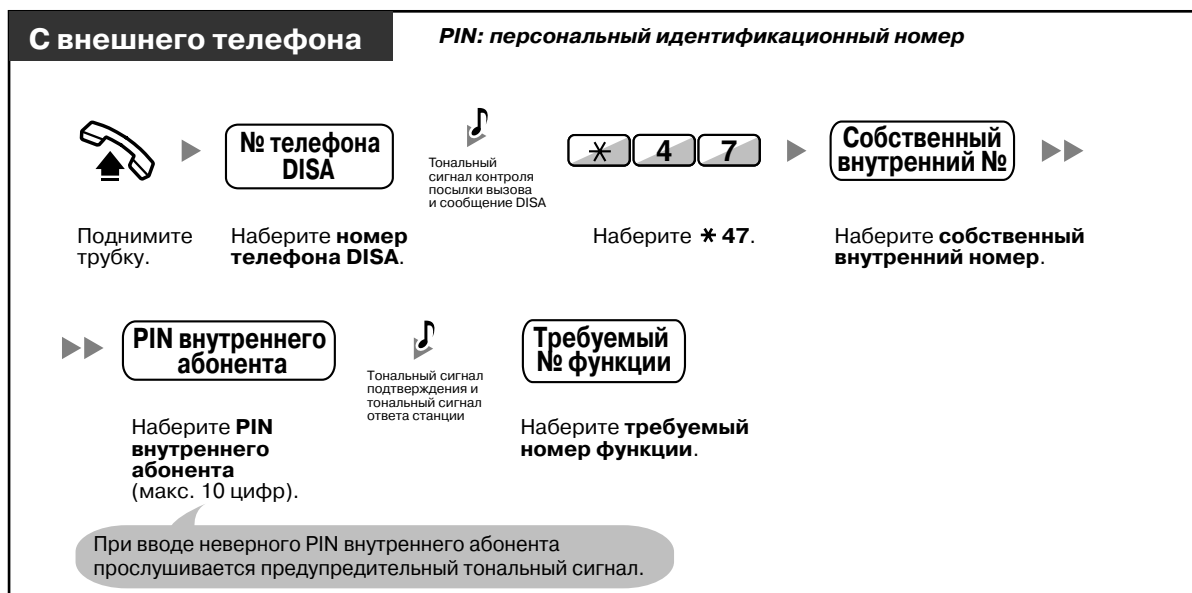 С внешнего телефона
PIN: персональный идентификационный номер
№ телефона
DISA
Тональный
сигнал контроля
посылки вызова
и сообщение DISA
* 4 7
Собственный
внутренний №
Поднимите
трубку.
Наберите номер
телефона DISA.
Наберите * 47.
Наберите собственный
внутренний номер.
PIN внутреннего
абонента
Тональный сигнал
подтверждения и
тональный сигнал
ответа станции
Требуемый
№ функции
Наберите PIN
внутреннего
абонента
(макс. 10 цифр).
Наберите требуемый
номер функции.
При вводе неверного PIN внутреннего абонента
прослушивается предупредительный тональный сигнал.